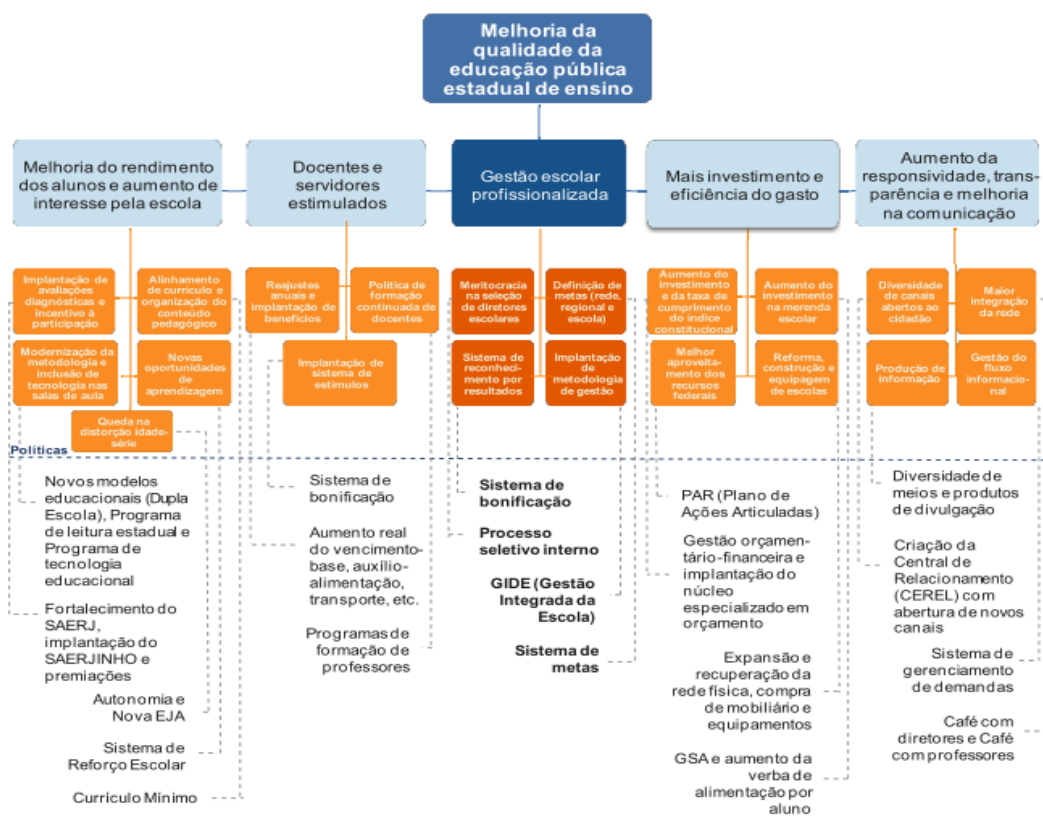 Melhoria da
qualidade da
educação pública
estadual de ensino
Melhoria do rendimento
dos alunos e aumento de
interesse pela escola
Docentes e
servidores
estimulados
Gestão escolar
profissionalizada
Mais investimento e
eficiência do gasto
Aumento da
responsividade, trans-
parência e melhoria
na comunicação
Implantação de
avaliações
diagnósticas e
incentivo à
participação
Alinhamento
de currículo e
organização do
conteúdo
pedagógico
Modernização da
metodologia e
inclusão de
tecnologia nas
salas de aula
Novas
oportunidades
de
aprendizagem
Queda na
distorção idade-
série
Reajustes
anuais e
implantação de
benefícios
Política de
formação
continuada de
docentes
Implantação de
sistema de
estímulos
Meritocracia
na seleção
de diretores
escolares
Definição de
metas (rede,
regional e
escola)
Sistema de
reconheci-
mento por
resultados
Implantação
de
metodologia
de gestão
Aumento do
investimento
e da taxa de
cumprimento
do índice
constitucional
Aumento do
investimento
na merenda
escolar
Melhor
aproveita-
mento dos
recursos
federais
Reforma,
construção e
equipagem
de escolas
Diversidade
de canais
abertos ao
cidadão
Maior
integração
da rede
Produção de
informação
Gestão do
fluxo
informacio-
nal
Políticas
Novos modelos
educacionais (Dupla
Escola), Programa
de leitura estadual e
Programa de
tecnologia
educacional
Fortalecimento do
SAERJ,
implantação do
SAERJINHO e
premiações
Autonomia e
Nova EJA
Sistema de
Reforço Escolar
Currículo Mínimo
Sistema de
bonificação
Aumento real
do vencimento-
base, auxílio-
alimentação,
transporte, etc.
Programas de
formação de
professores
Sistema de
bonificação
Processo
seletivo interno
GIDE (Gestão
Integrada da
Escola)
Sistema de
metas
PAR (Plano de
Ações Articuladas)
Gestão orçamen-
tário-financeira e
implantação do
núcleo
especializado em
orçamento
Expansão e
recuperação da
rede física, compra
de mobiliário e
equipamentos
GSA e aumento da
verba de
alimentação por
aluno
Diversidade de
meios e produtos
de divulgação
Criação da
Central de
Relacionamento
(CEREL) com
abertura de novos
canais
Sistema de
gerenciamento
de demandas
Café com
diretores e Café
com professores